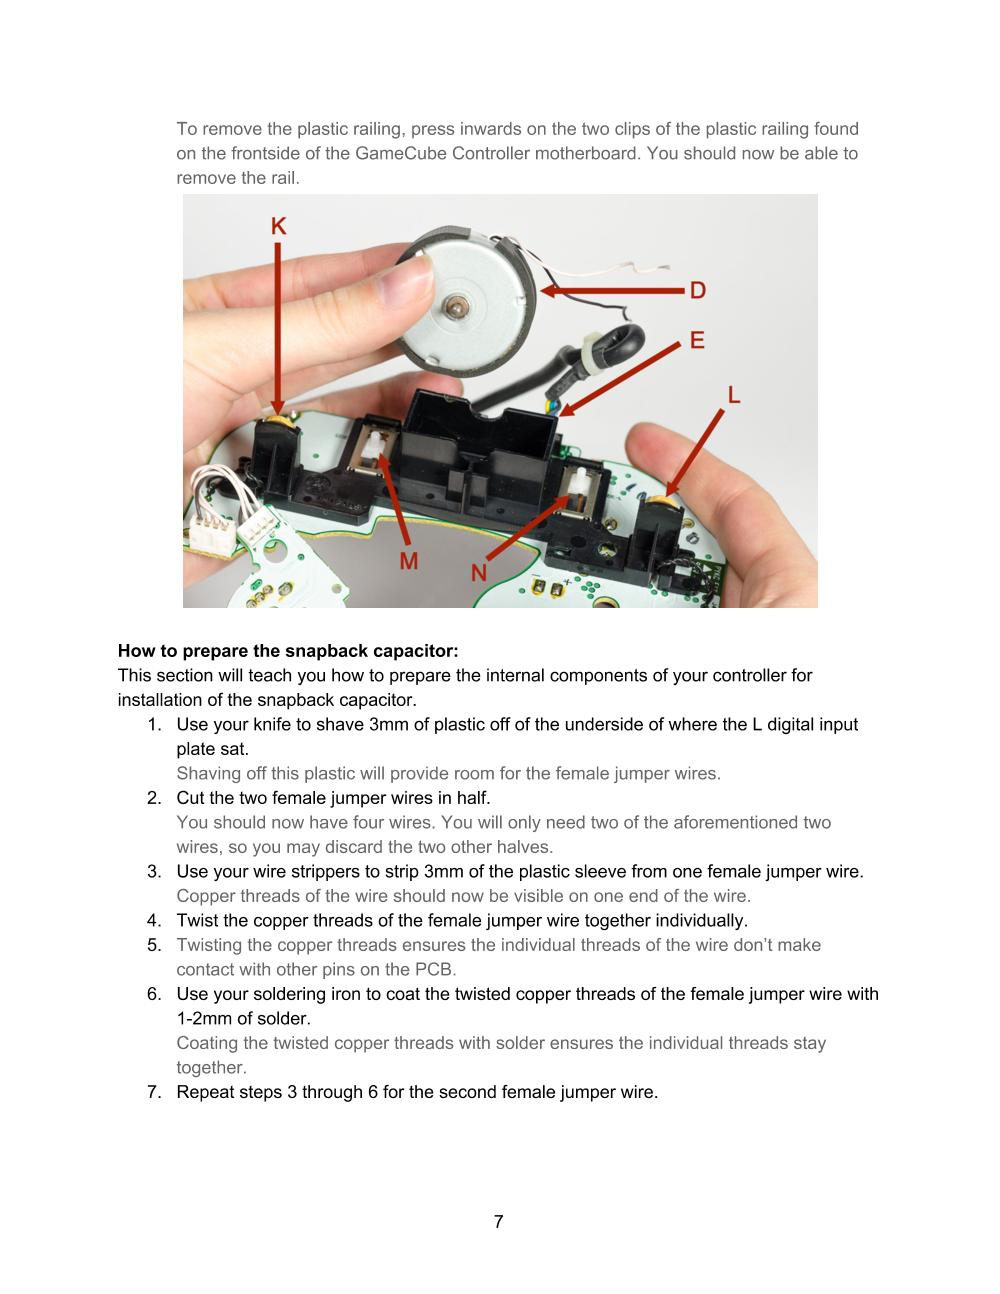 To remove the plastic railing, press inwards on the two clips of the plastic railing found
on the frontside of the GameCube Controller motherboard. You should now be able to
remove the rail.
K
D
E
L
M
N
How to prepare the snapback capacitor:
This section will teach you how to prepare the internal components of your controller for
installation of the snapback capacitor.
1. Use your knife to shave 3mm of plastic off of the underside of where the L digital input
plate sat.
Shaving off this plastic will provide room for the female jumper wires.
2. Cut the two female jumper wires in half.
You should now have four wires. You will only need two of the aforementioned two
wires, so you may discard the two other halves.
3. Use your wire strippers to strip 3mm of the plastic sleeve from one female jumper wire.
Copper threads of the wire should now be visible on one end of the wire.
4. Twist the copper threads of the female jumper wire together individually.
5. Twisting the copper threads ensures the individual threads of the wire don’t make
contact with other pins on the PCB.
6. Use your soldering iron to coat the twisted copper threads of the female jumper wire with
1-2mm of solder.
Coating the twisted copper threads with solder ensures the individual threads stay
together.
7. Repeat steps 3 through 6 for the second female jumper wire.
7